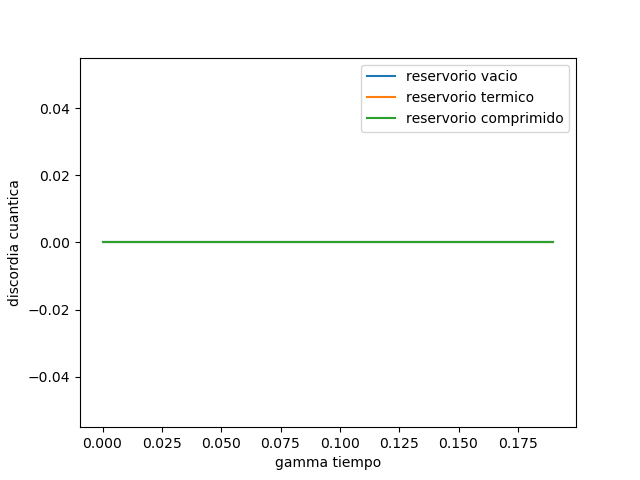 reservorio vacio
reservorio termico
reservorio comprimido
discordia cuantica
0.04
0.02
0.00
−0.02
−0.04
0.000 0.025 0.050 0.075 0.100 0.125 0.150 0.175
gamma tiempo